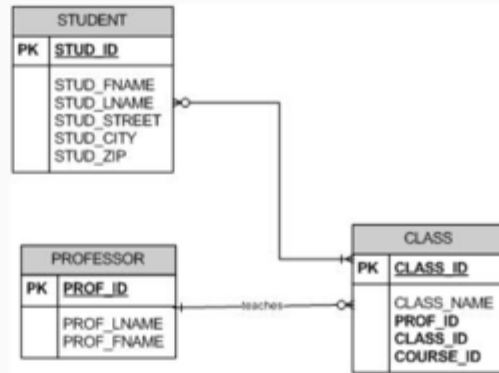 STUDENT
PK STUD_ID
STUD_FNAME
STUD_LNAME
STUD_STREET
STUD_CITY
STUD_ZIP
PROFESSOR
PK PROF_ID
PROF_LNAME
PROF_FNAME
teaches
CLASS
PK CLASS_ID
CLASS_NAME
PROF_ID
CLASS_ID
COURSE_ID